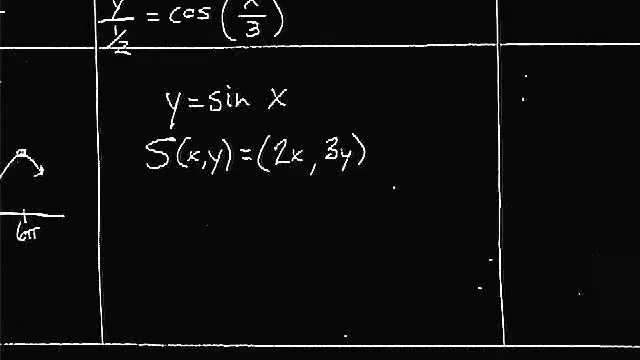 y/(1/2) = cos (x/3)
y = sin x
S(x,y) = (2x, 3y)
6π